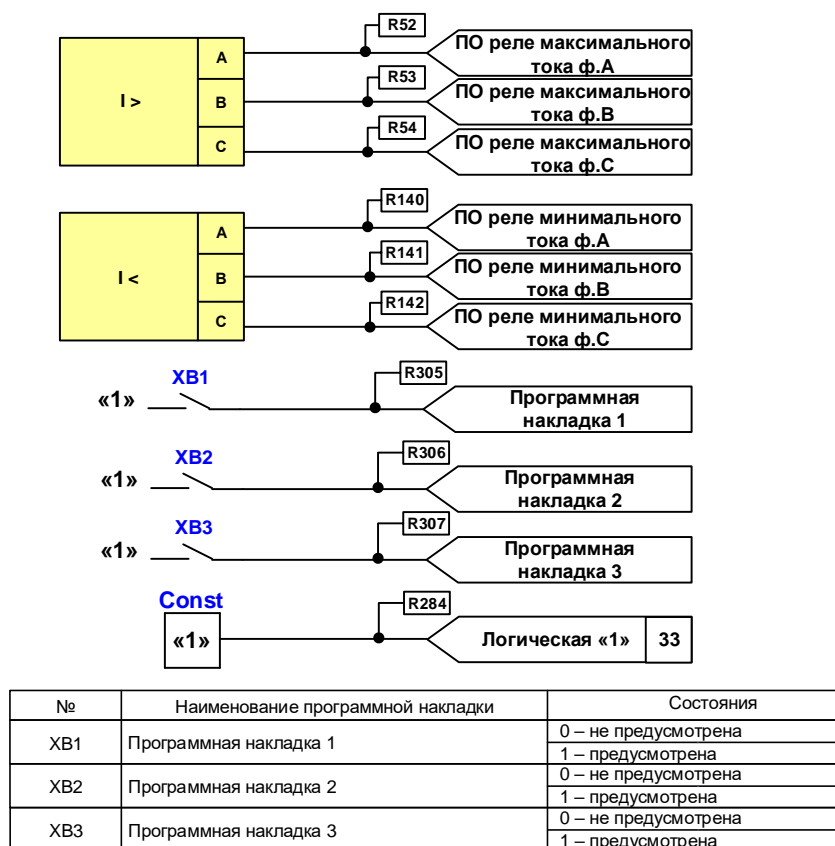 R52
A
ПО реле максимального
тока ф.А
I >
R53
B
ПО реле максимального
тока ф.В
R54
C
ПО реле максимального
тока ф.С
R140
A
ПО реле минимального
тока ф.А
I <
R141
B
ПО реле минимального
тока ф.В
R142
C
ПО реле минимального
тока ф.С
XB1
R305
«1»
Программная
накладка 1
XB2
R306
«1»
Программная
накладка 2
XB3
R307
«1»
Программная
накладка 3
Const
R284
«1»
Логическая «1» 33
№ Наименование программной накладки Состояния
XB1 Программная накладка 1
0 – не предусмотрена
1 – предусмотрена
XB2 Программная накладка 2
0 – не предусмотрена
1 – предусмотрена
XB3 Программная накладка 3
0 – не предусмотрена
1 – предусмотрена